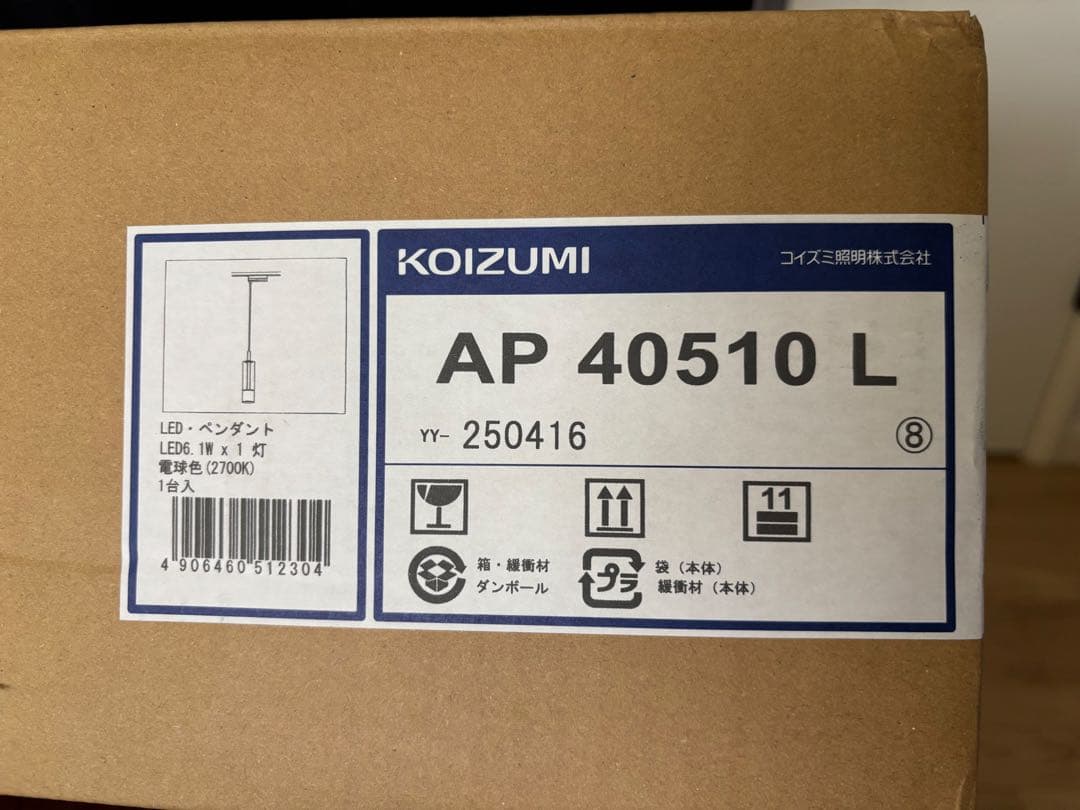 KOIZUMI
コイズミ照明株式会社
AP 40510 L
YY- 250416
⑧
LED・ペンダント
LED6.1W x 1 灯
電球色(2700K)
1台入
4 906460 512304
11
箱・緩衝材
ダンボール
プラ
袋（本体）
緩衝材（本体）